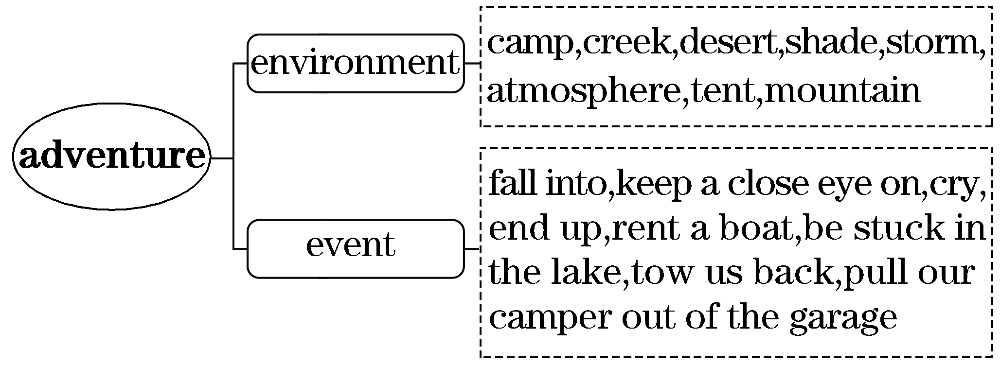 adventure
environment
camp,creek,desert,shade,storm,
atmosphere,tent,mountain
event
fall into,keep a close eye on,cry,
end up,rent a boat,be stuck in
the lake,tow us back,pull our
camper out of the garage